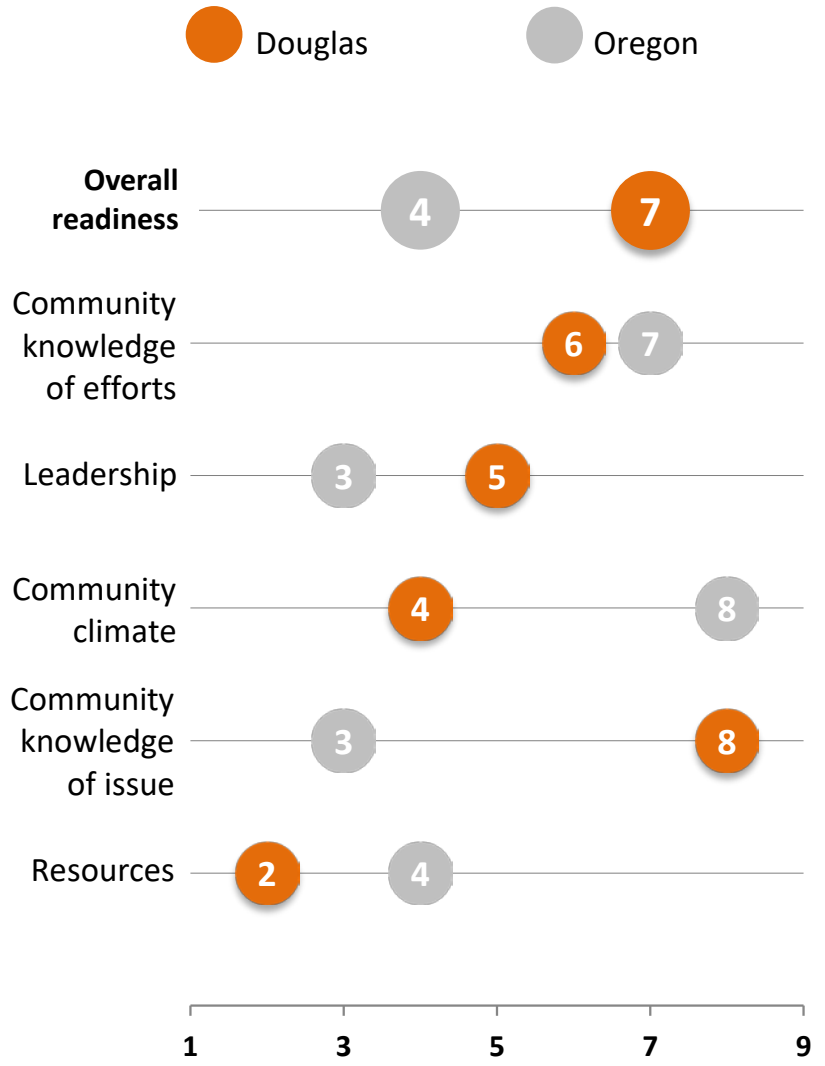 Douglas Oregon
Overall
readiness
4 7
Community
knowledge
of efforts
6 7
Leadership
3 5
Community
climate
4 8
Community
knowledge
of issue
3 8
Resources
2 4
1 3 5 7 9